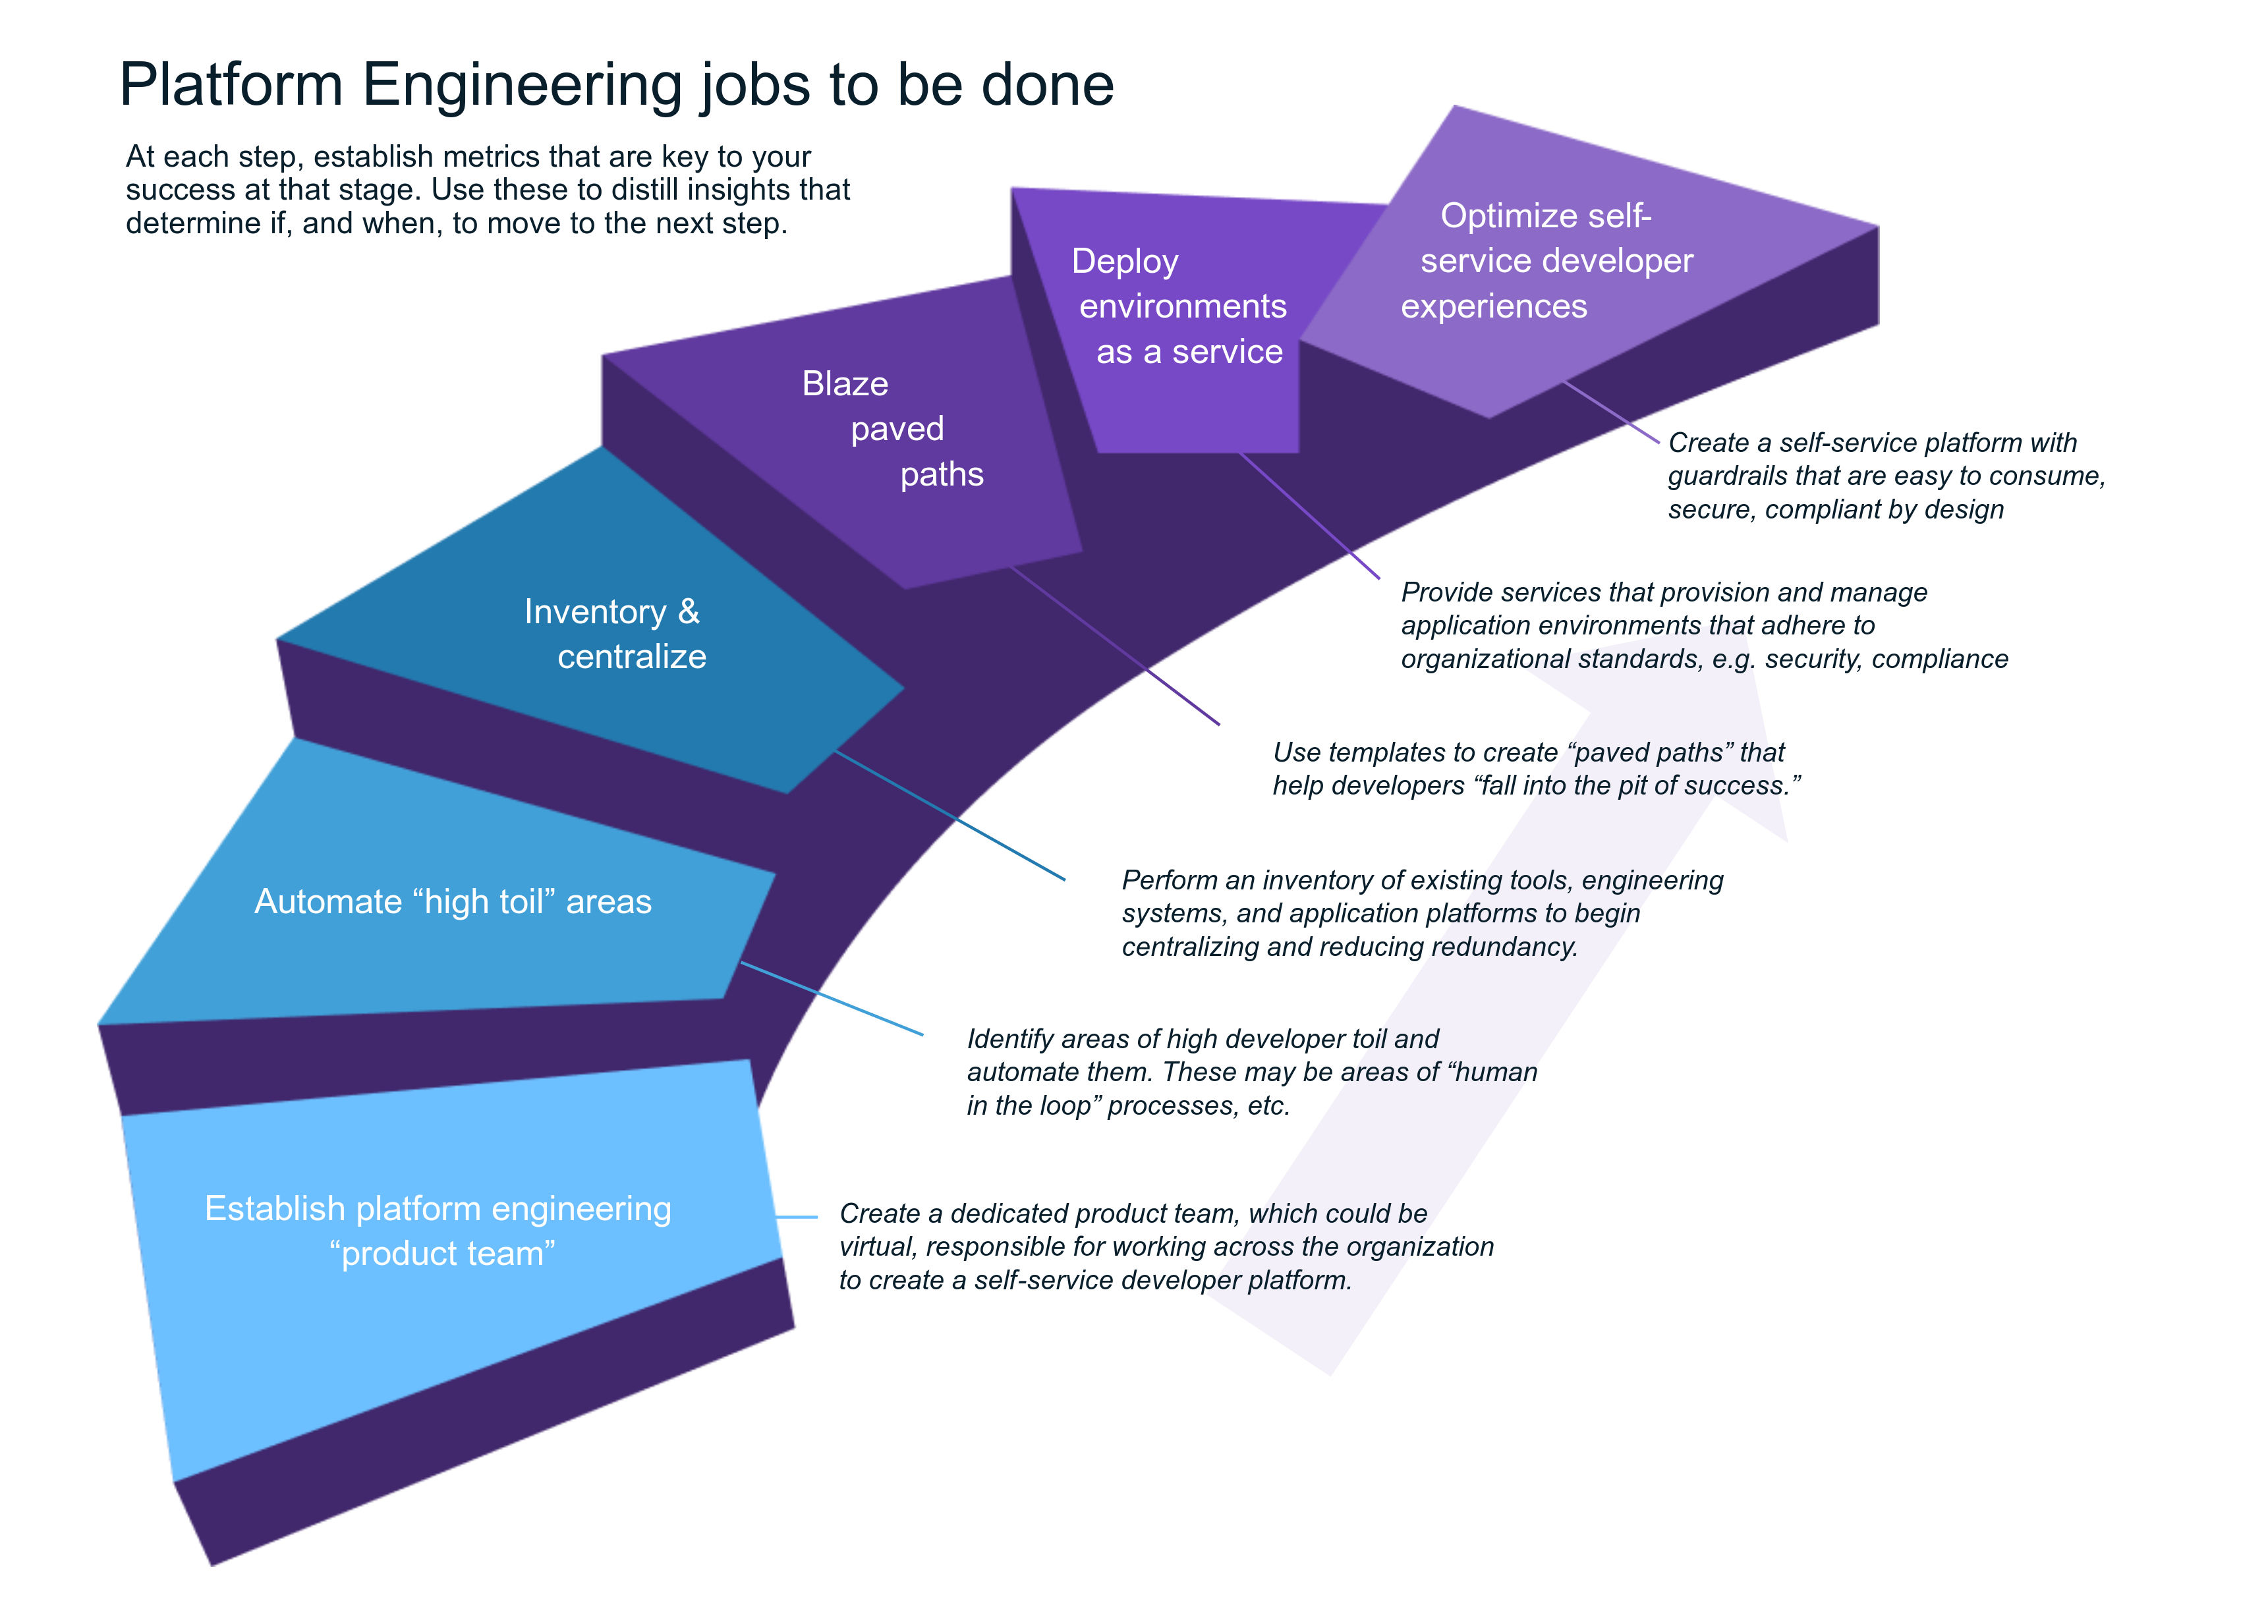 Platform Engineering jobs to be done
At each step, establish metrics that are key to your
success at that stage. Use these to distill insights that
determine if, and when, to move to the next step.
Optimize self-
service developer
experiences
Deploy
environments
as a service
Blaze
paved
paths
Inventory &
centralize
Automate “high toil” areas
Establish platform engineering
“product team”
Create a self-service platform with
guardrails that are easy to consume,
secure, compliant by design
Provide services that provision and manage
application environments that adhere to
organizational standards, e.g. security, compliance
Use templates to create “paved paths” that
help developers “fall into the pit of success.”
Perform an inventory of existing tools, engineering
systems, and application platforms to begin
centralizing and reducing redundancy.
Identify areas of high developer toil and
automate them. These may be areas of “human
in the loop” processes, etc.
Create a dedicated product team, which could be
virtual, responsible for working across the organization
to create a self-service developer platform.